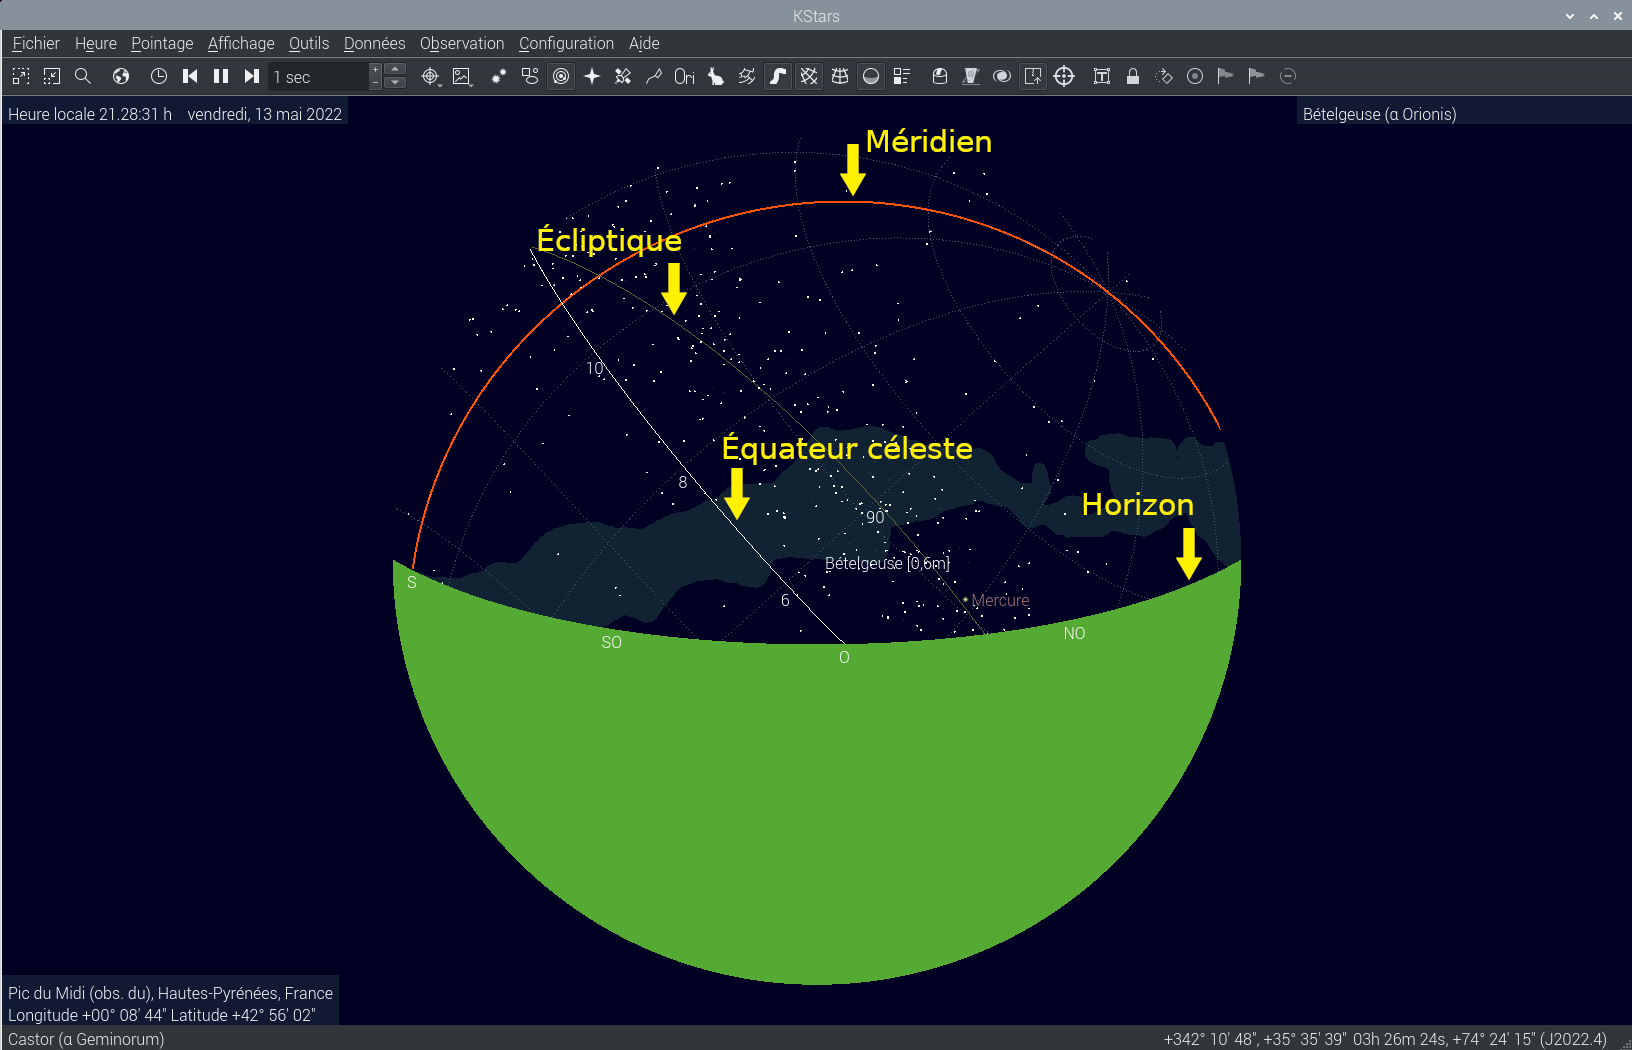 KStars
Fichier Heure Pointage Affichage Outils Données Observation Configuration Aide
1 sec + - Ori
Heure locale 21.28:31 h vendredi, 13 mai 2022
Bételgeuse (α Orionis)
Méridien
Écliptique
10
Équateur céleste
8
Horizon
90
Bételgeuse [0,6m]
S
6
Mercure
SO
NO
O
Pic du Midi (obs. du), Hautes-Pyrénées, France
Longitude +00° 08' 44" Latitude +42° 56' 02"
Castor (α Geminorum)
+342° 10' 48", +35° 35' 39" 03h 26m 24s, +74° 24' 15" (J2022.4)